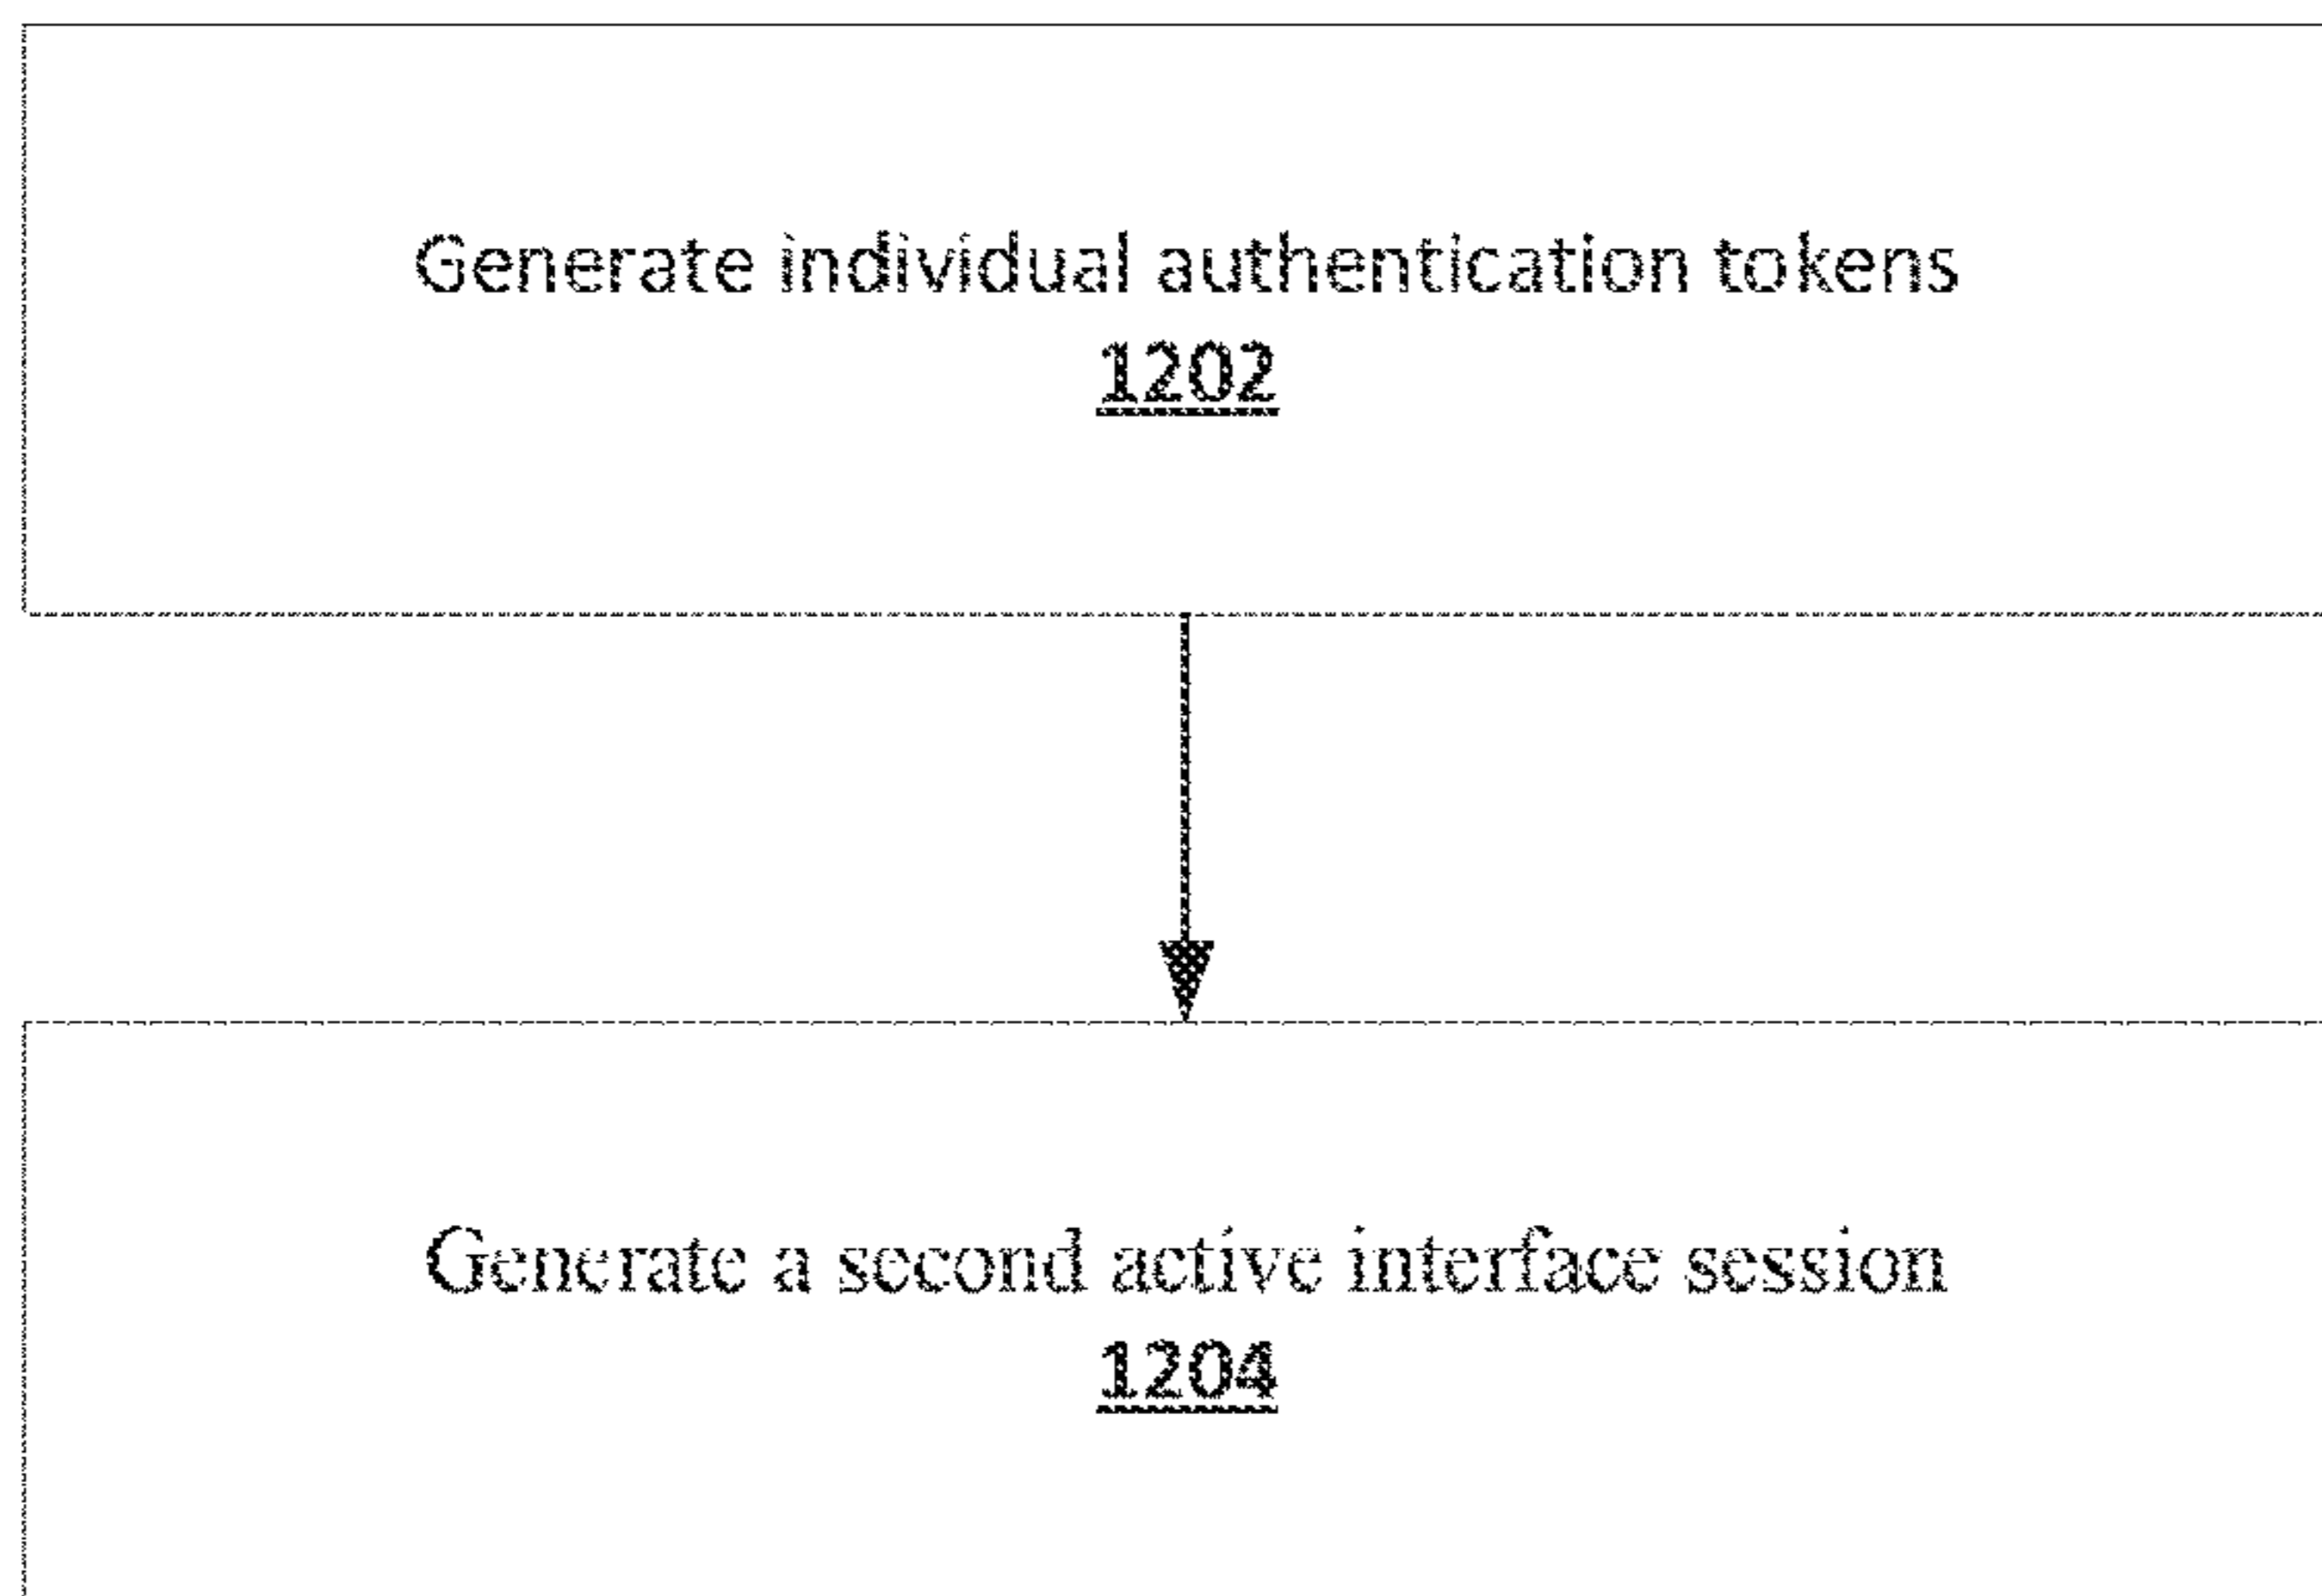 Generate individual authentication tokens
1202
Generate a second active interface session
1204